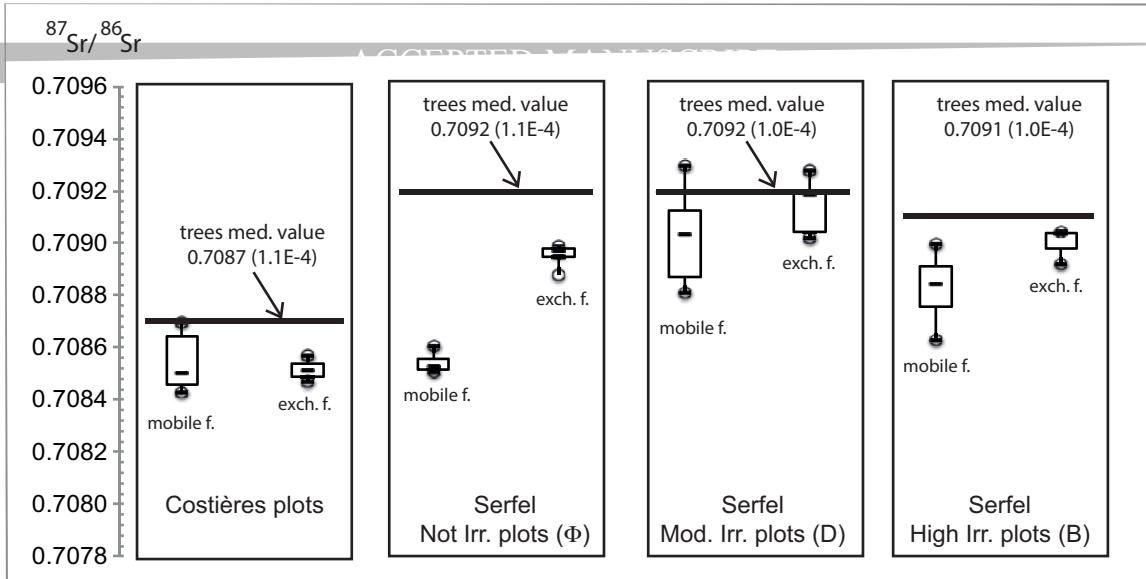 87Sr/86Sr
ACCEPTED MANUSCRIPT
0.7096
0.7094
0.7092
0.7090
0.7088
0.7086
0.7084
0.7082
0.7080
0.7078
trees med. value
0.7087 (1.1E-4)
mobile f.
exch. f.
Costières plots
trees med. value
0.7092 (1.1E-4)
exch. f.
mobile f.
Serfel
Not Irr. plots (Φ)
trees med. value
0.7092 (1.0E-4)
exch. f.
mobile f.
Serfel
Mod. Irr. plots (D)
trees med. value
0.7091 (1.0E-4)
exch. f.
mobile f.
Serfel
High Irr. plots (B)